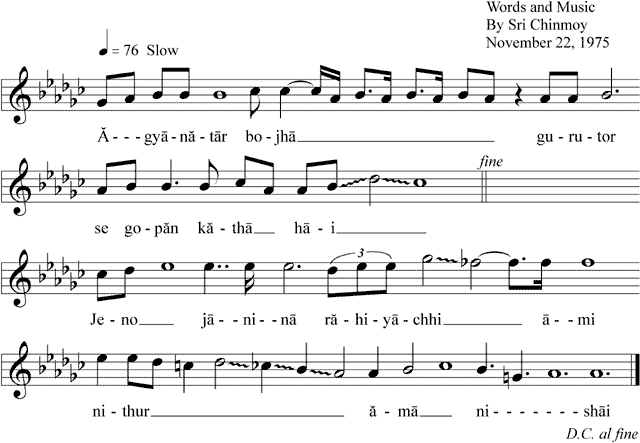 Words and Music
By Sri Chinmoy
November 22, 1975
= 76 Slow
Ă - - - gyā - nă - tār bo - jhā gu - ru - tor
fine
se go - păn kă - thā hā - i
3
Je - no jā - ni - nā ră - hi - yā - chhi ā - mi
ni - thur ă - mā ni - - - - - - - shāi
D.C. al fine